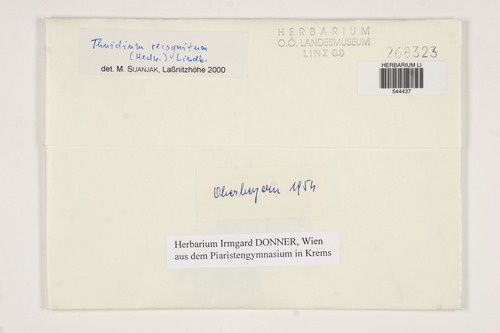 Thuidium recognitum
(Hedw.) Lindb.
det. M. SUANJAK, Laßnitzhöhe 2000
HERBARIUM
O.Ö. LANDESMUSEUM
LINZ
268323
HERBARIUM LI
544437
Oberbayern 1954
Herbarium Irmgard DONNER, Wien
aus dem Piaristengymnasium in Krems